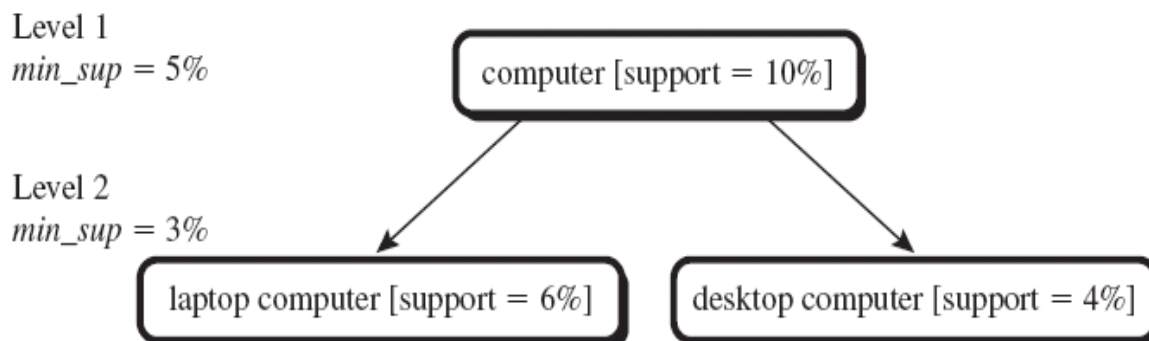 Level 1
min_sup = 5%
computer [support = 10%]
Level 2
min_sup = 3%
laptop computer [support = 6%]
desktop computer [support = 4%]